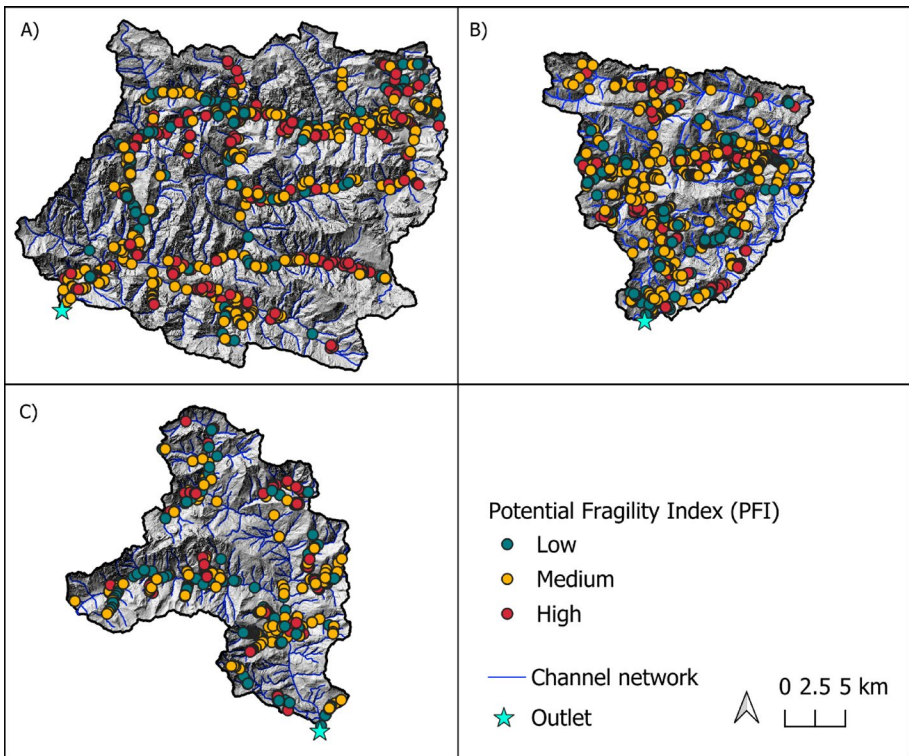 A)
B)
C)
Potential Fragility Index (PFI)
Low
Medium
High
Channel network
Outlet
0 2.5 5 km